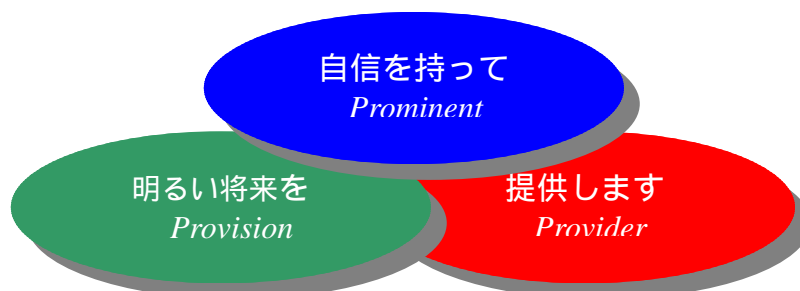 自信を持って
Prominent
明るい将来を
Provision
提供します
Provider